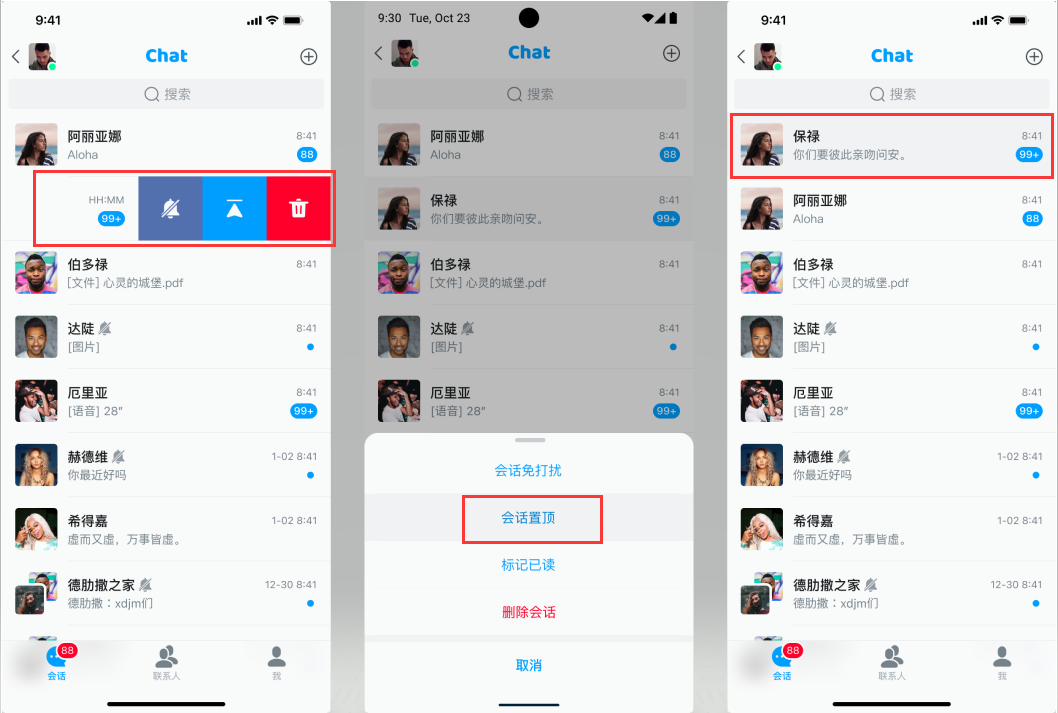 9:41
Chat
搜索
阿丽亚娜
8:41
Aloha
88
HH:MM
99+
伯多禄
8:41
[文件] 心灵的城堡.pdf
达陡
8:41
[图片]
厄里亚
8:41
[语音] 28″
99+
赫德维
1-02 8:41
你最近好吗
希得嘉
1-02 8:41
虚而又虚，万事皆虚。
德肋撒之家
12-30 8:41
德肋撒：xdjm们
88
会话
联系人
我
9:30 Tue, Oct 23
Chat
搜索
阿丽亚娜
8:41
Aloha
88
保禄
8:41
你们要彼此亲吻问安。
99+
伯多禄
8:41
[文件] 心灵的城堡.pdf
达陡
8:41
[图片]
厄里亚
8:41
[语音] 28″
99+
会话免打扰
会话置顶
标记已读
删除会话
取消
9:41
Chat
搜索
保禄
8:41
你们要彼此亲吻问安。
99+
阿丽亚娜
8:41
Aloha
88
伯多禄
8:41
[文件] 心灵的城堡.pdf
达陡
8:41
[图片]
厄里亚
8:41
[语音] 28″
99+
赫德维
1-02 8:41
你最近好吗
希得嘉
1-02 8:41
虚而又虚，万事皆虚。
德肋撒之家
12-30 8:41
德肋撒：xdjm们
88
会话
联系人
我